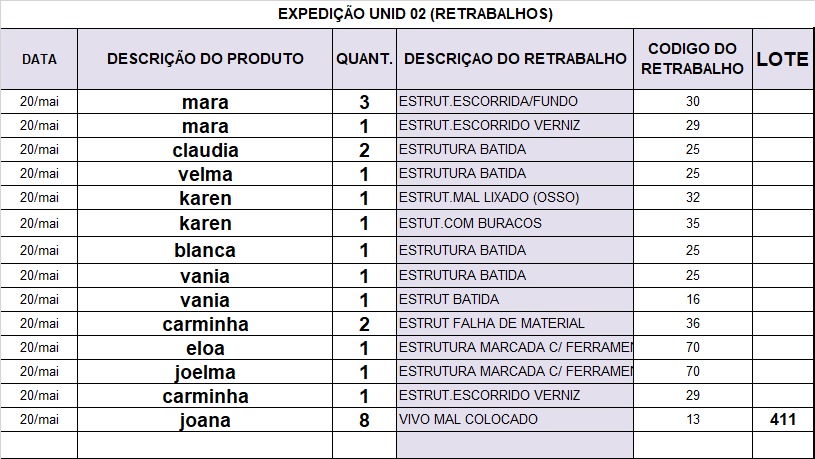 EXPEDIÇÃO UNID 02 (RETRABALHOS)
DATA DESCRIÇÃO DO PRODUTO QUANT. DESCRIÇAO DO RETRABALHO CODIGO DO RETRABALHO LOTE
20/mai mara 3 ESTRUT.ESCORRIDA/FUNDO 30
20/mai mara 1 ESTRUT.ESCORRIDO VERNIZ 29
20/mai claudia 2 ESTRUTURA BATIDA 25
20/mai velma 1 ESTRUTURA BATIDA 25
20/mai karen 1 ESTRUT.MAL LIXADO (OSSO) 32
20/mai karen 1 ESTUT.COM BURACOS 35
20/mai blanca 1 ESTRUTURA BATIDA 25
20/mai vania 1 ESTRUTURA BATIDA 25
20/mai vania 1 ESTRUT BATIDA 16
20/mai carminha 2 ESTRUT FALHA DE MATERIAL 36
20/mai eloa 1 ESTRUTURA MARCADA C/ FERRAMEN 70
20/mai joelma 1 ESTRUTURA MARCADA C/ FERRAMEN 70
20/mai carminha 1 ESTRUT.ESCORRIDO VERNIZ 29
20/mai joana 8 VIVO MAL COLOCADO 13 411